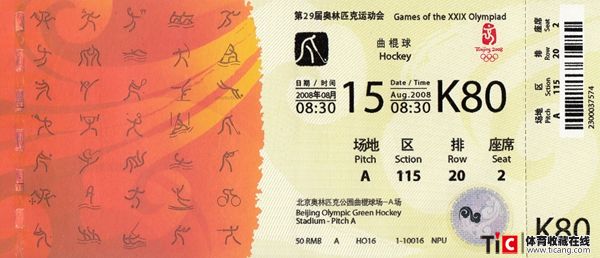 第29届奥林匹克运动会 Games of the XXIX Olympiad
曲棍球
Hockey
Beijing 2008
日期 / 时间
2008年08月
08:30
15
Date / Time
Aug.2008
08:30
K80
场地 区 排 座席
Pitch Sction Row Seat
A 115 20 2
北京奥林匹克公园曲棍球场-A场
Beijing Olympic Green Hockey
Stadium - Pitch A
50 RMB A HO16 1-10016 NPU
座席 Seat 2
排 Row 20
区 Section 115
场地 Pitch A
2300037574
K80
TIC 体育收藏在线
www.ticang.com